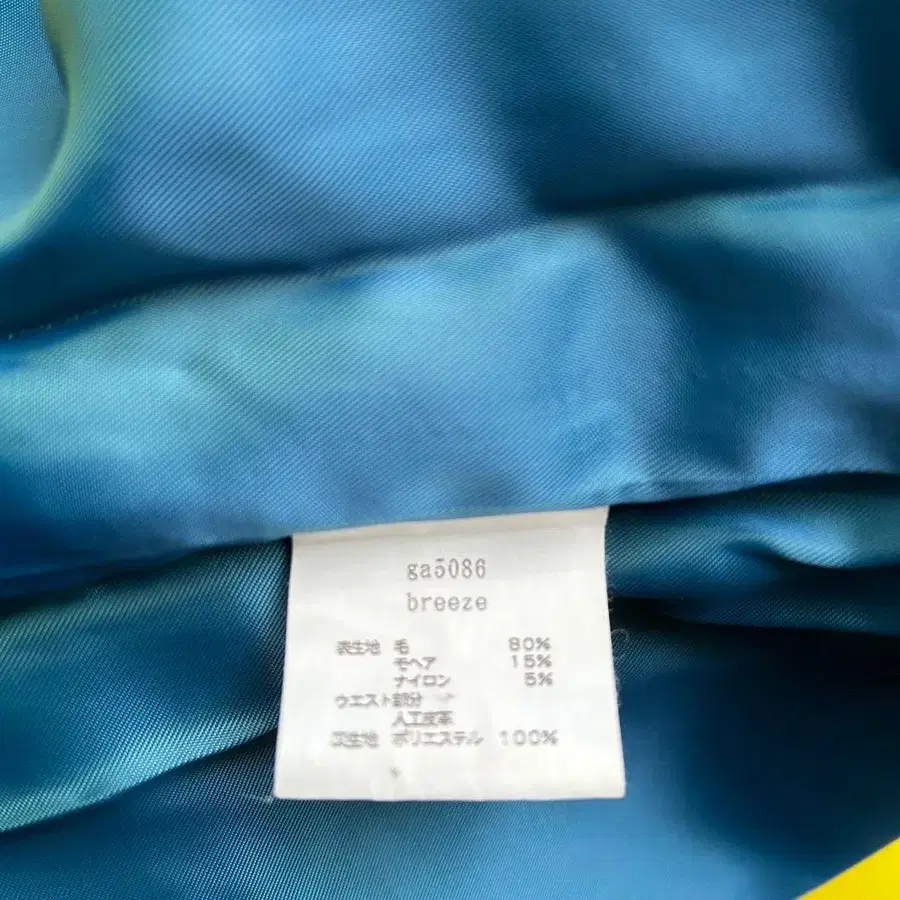 ga5086
breeze
表生地 毛 80%
モヘア 15%
ナイロン 5%
ウエスト部分
人工皮革
裏生地 ポリエステル 100%